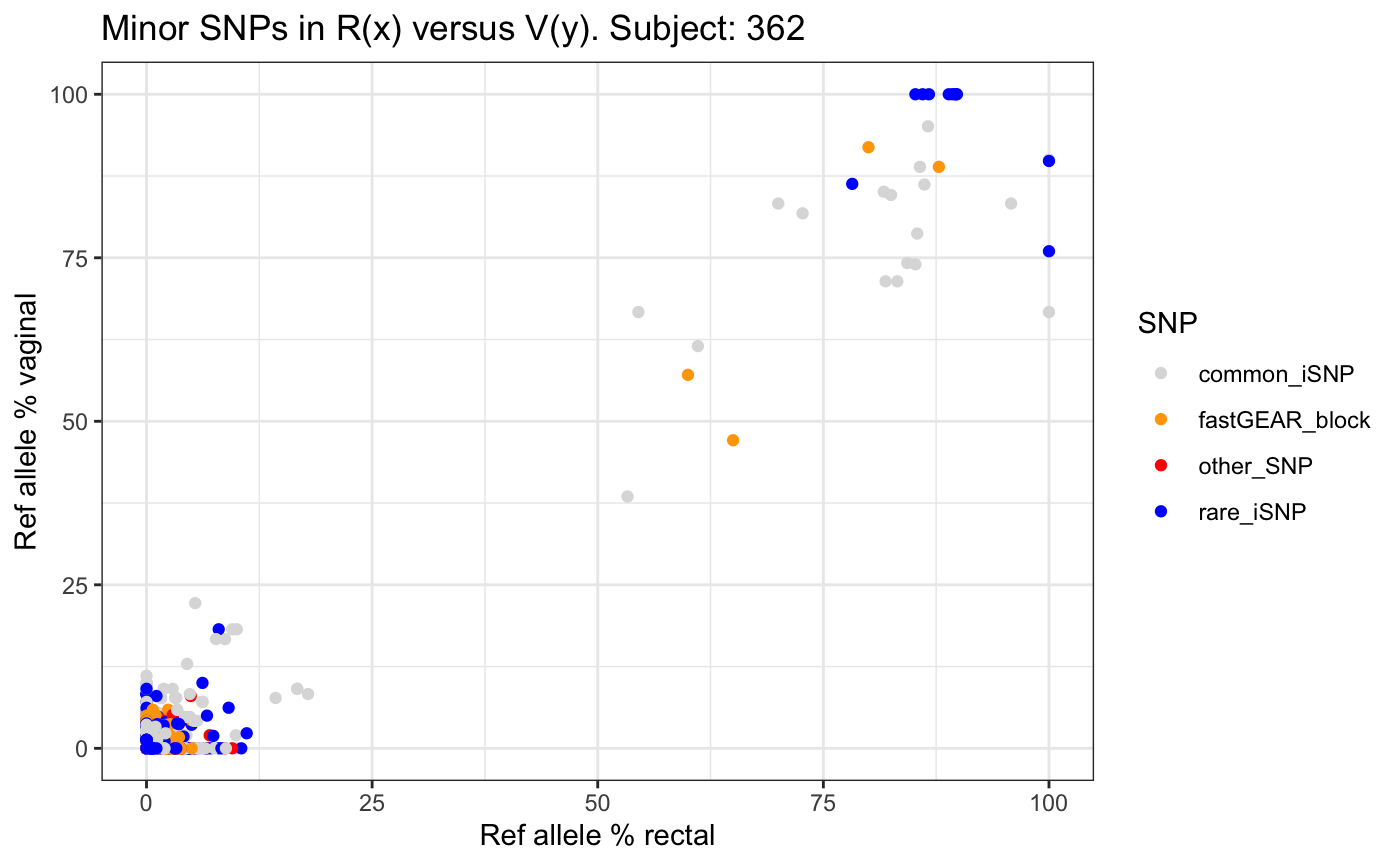 Minor SNPs in R(x) versus V(y). Subject: 362
100
75
50
25
0
Ref allele % vaginal
0 25 50 75 100
Ref allele % rectal
SNP
common_iSNP
fastGEAR_block
other_SNP
rare_iSNP